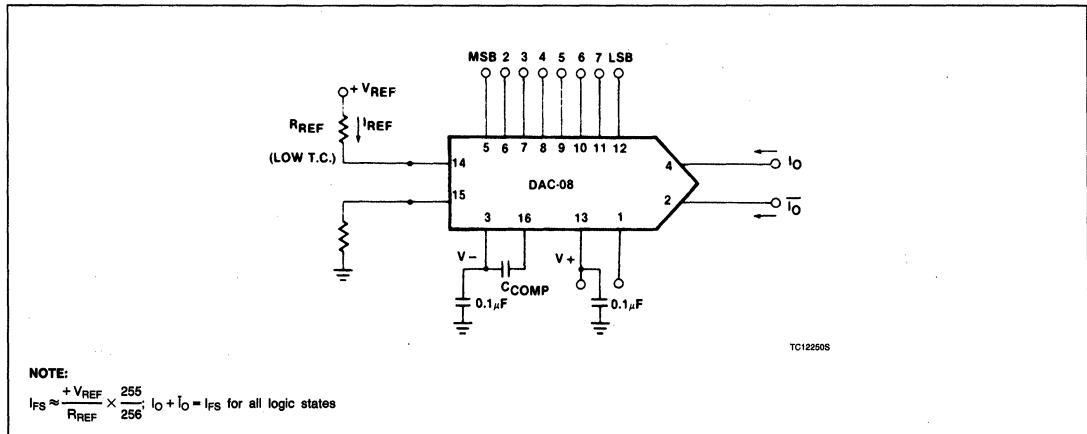 MSB 2 3 4 5 6 7 LSB
+ VREF
RREF IREF
(LOW T.C.)
5 6 7 8 9 10 11 12
14
4 IO
DAC-08
15
2 I̅O̅
3 16 13 1
V− V+
CCOMP
0.1μF 0.1μF
TC12250S
NOTE:
IFS ≈ + VREF / RREF × 255 / 256; IO + I̅O = IFS for all logic states